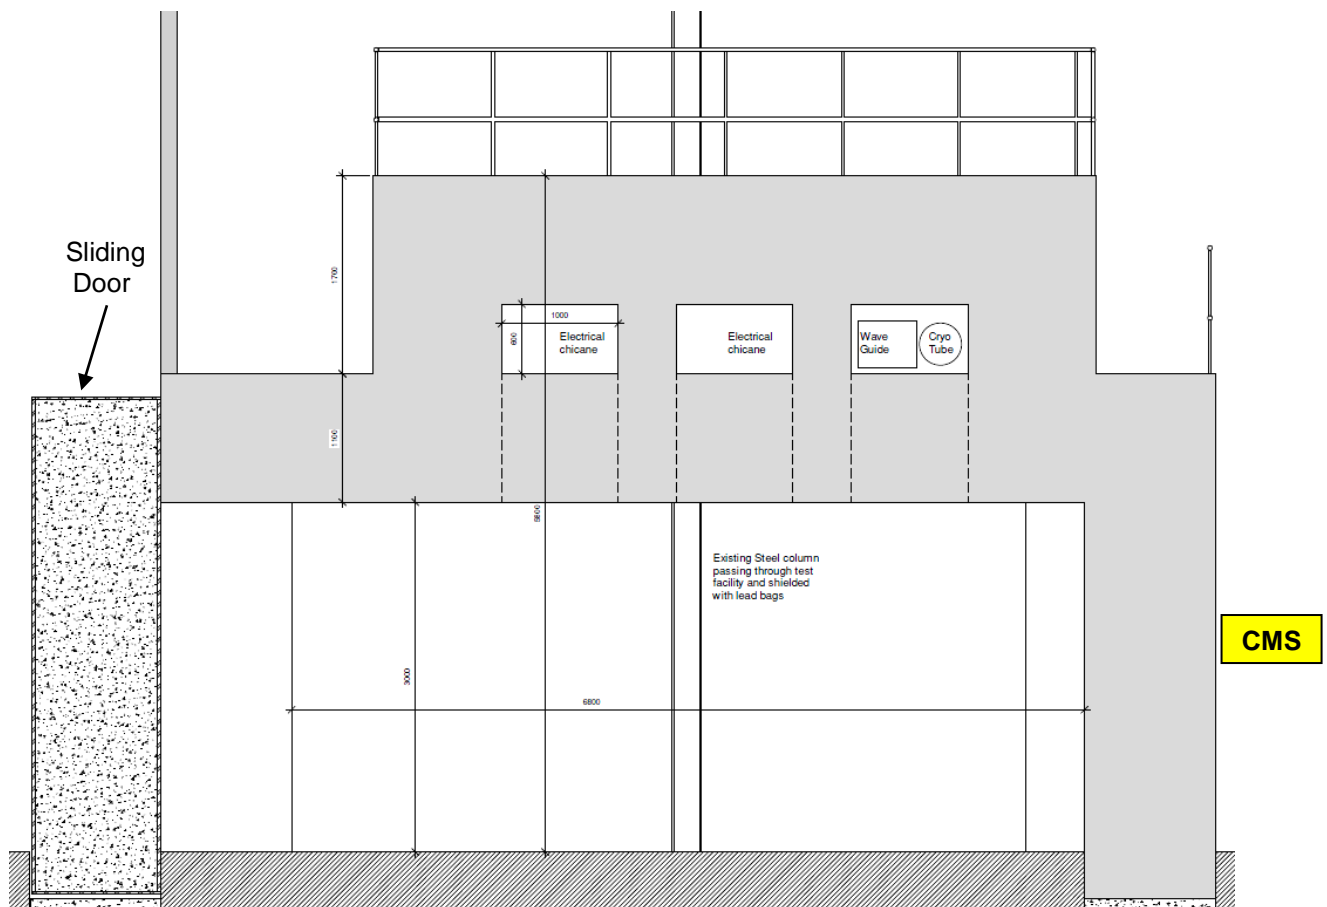 Sliding
Door
1700
1000
600
Electrical
chicane
Electrical
chicane
Wave
Guide
Cryo
Tube
1100
5800
Existing Steel column
passing through test
facility and shielded
with lead bags
CMS
3000
6800